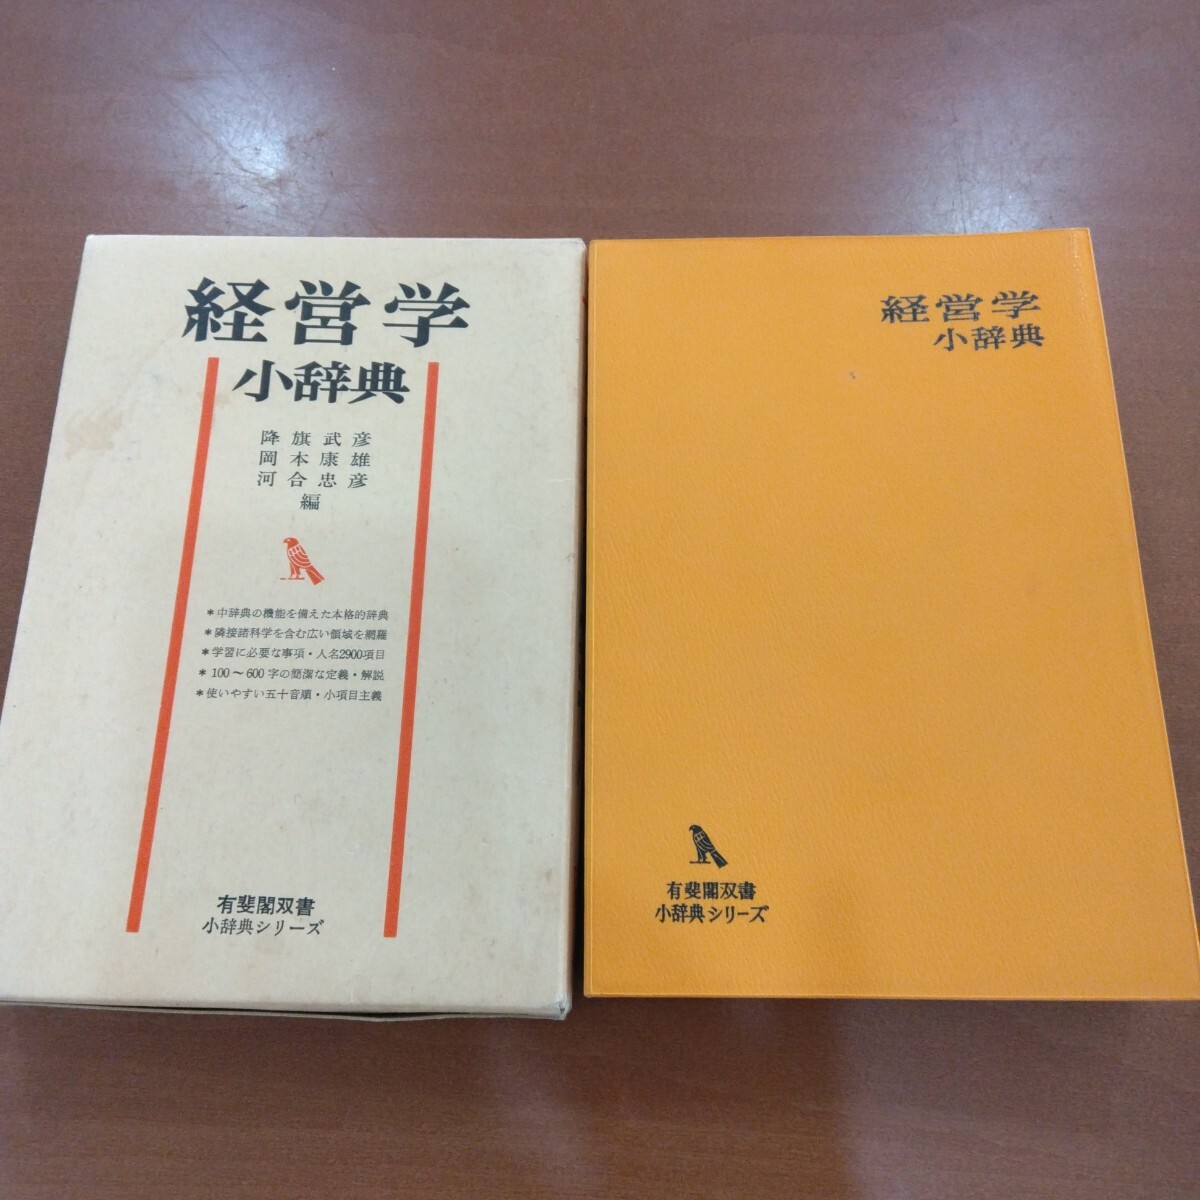 経営学
小辞典
降旗武彦
岡本康雄
河合忠彦
編
＊中辞典の機能を備えた本格的辞典
＊隣接諸科学を含む広い領域を網羅
＊学習に必要な事項・人名2900項目
＊100～600字の簡潔な定義・解説
＊使いやすい五十音順・小項目主義
有斐閣双書
小辞典シリーズ
経営学
小辞典
有斐閣双書
小辞典シリーズ